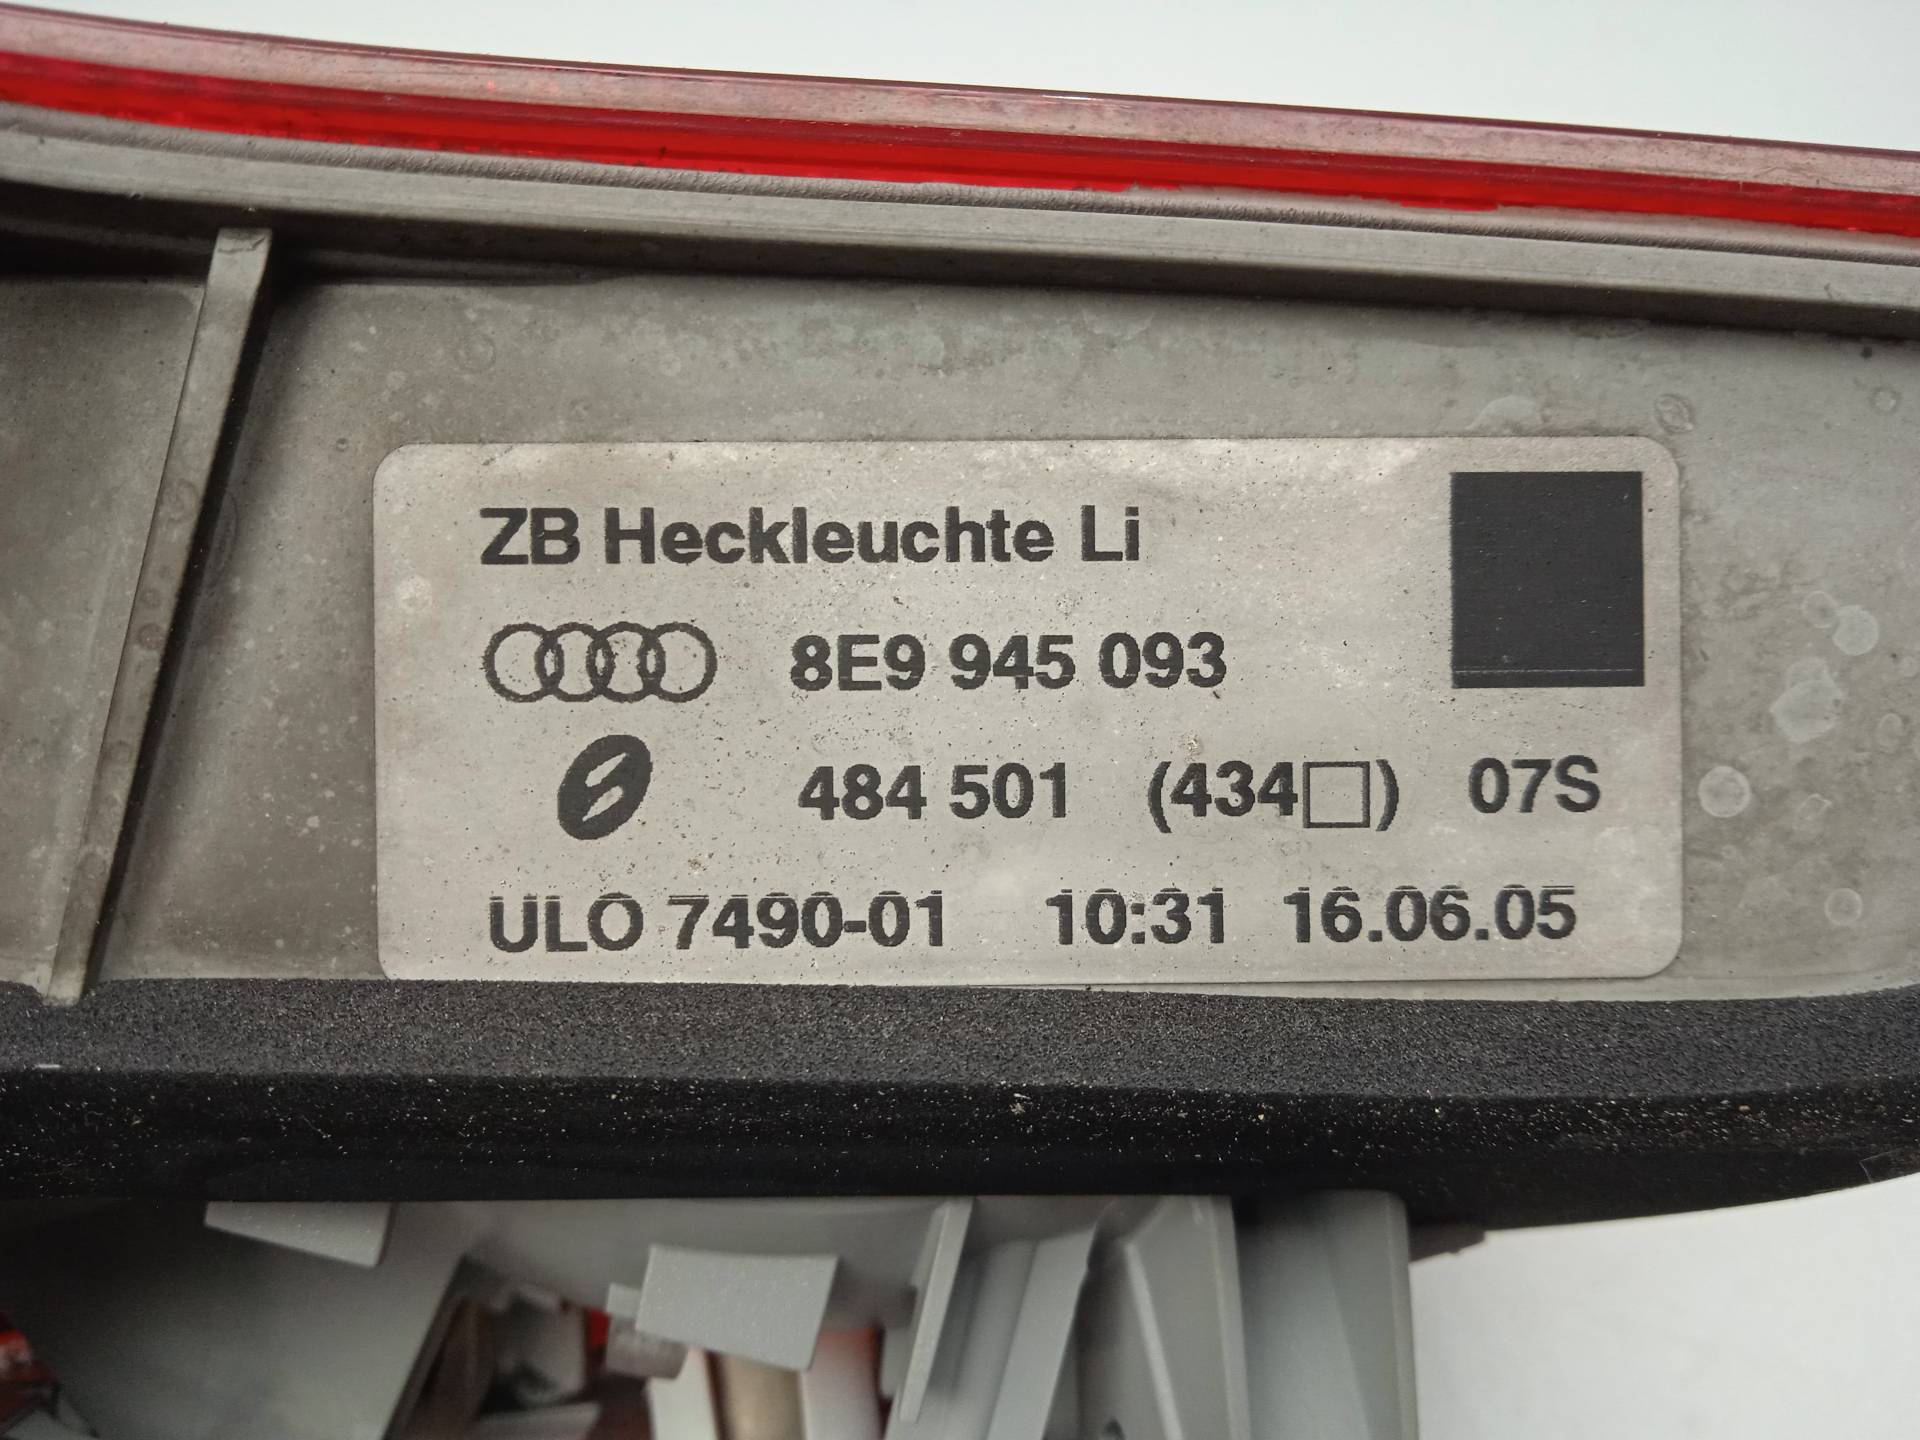 ZB Heckleuchte Li
8E9 945 093
484 501 (434□) 07S
ULO 7490-01 10:31 16.06.05